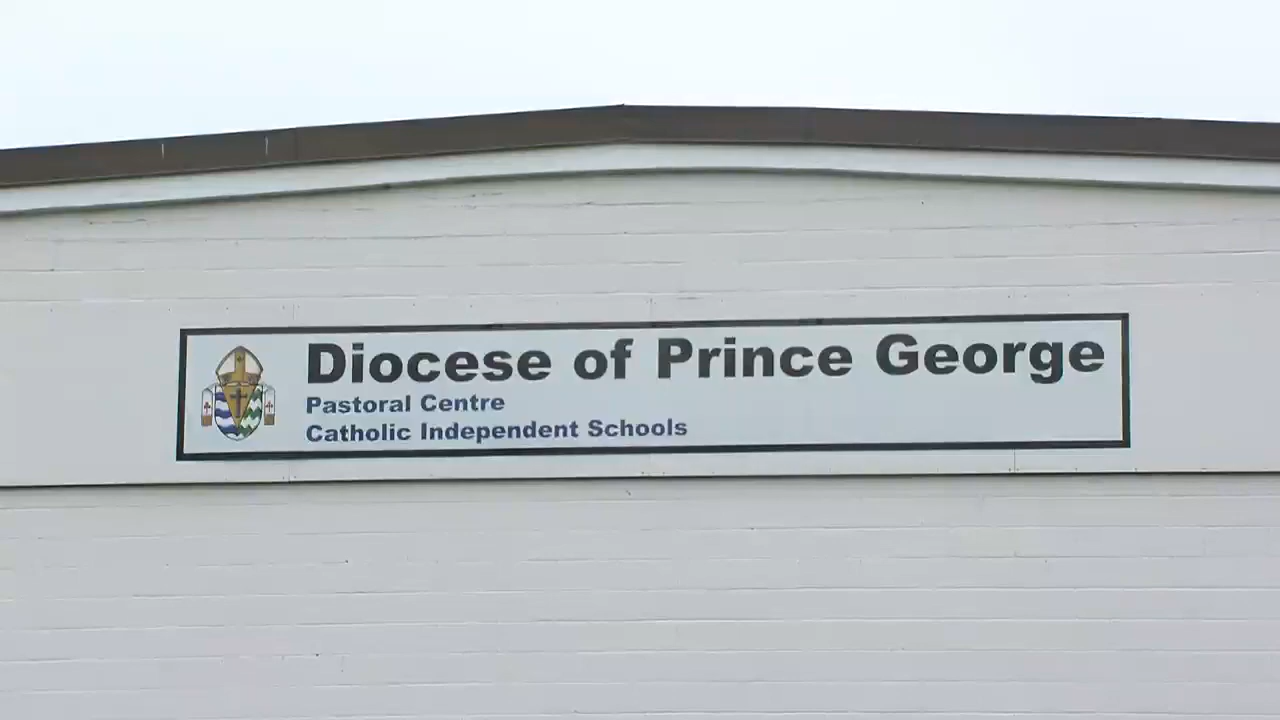 Diocese of Prince George
Pastoral Centre
Catholic Independent Schools